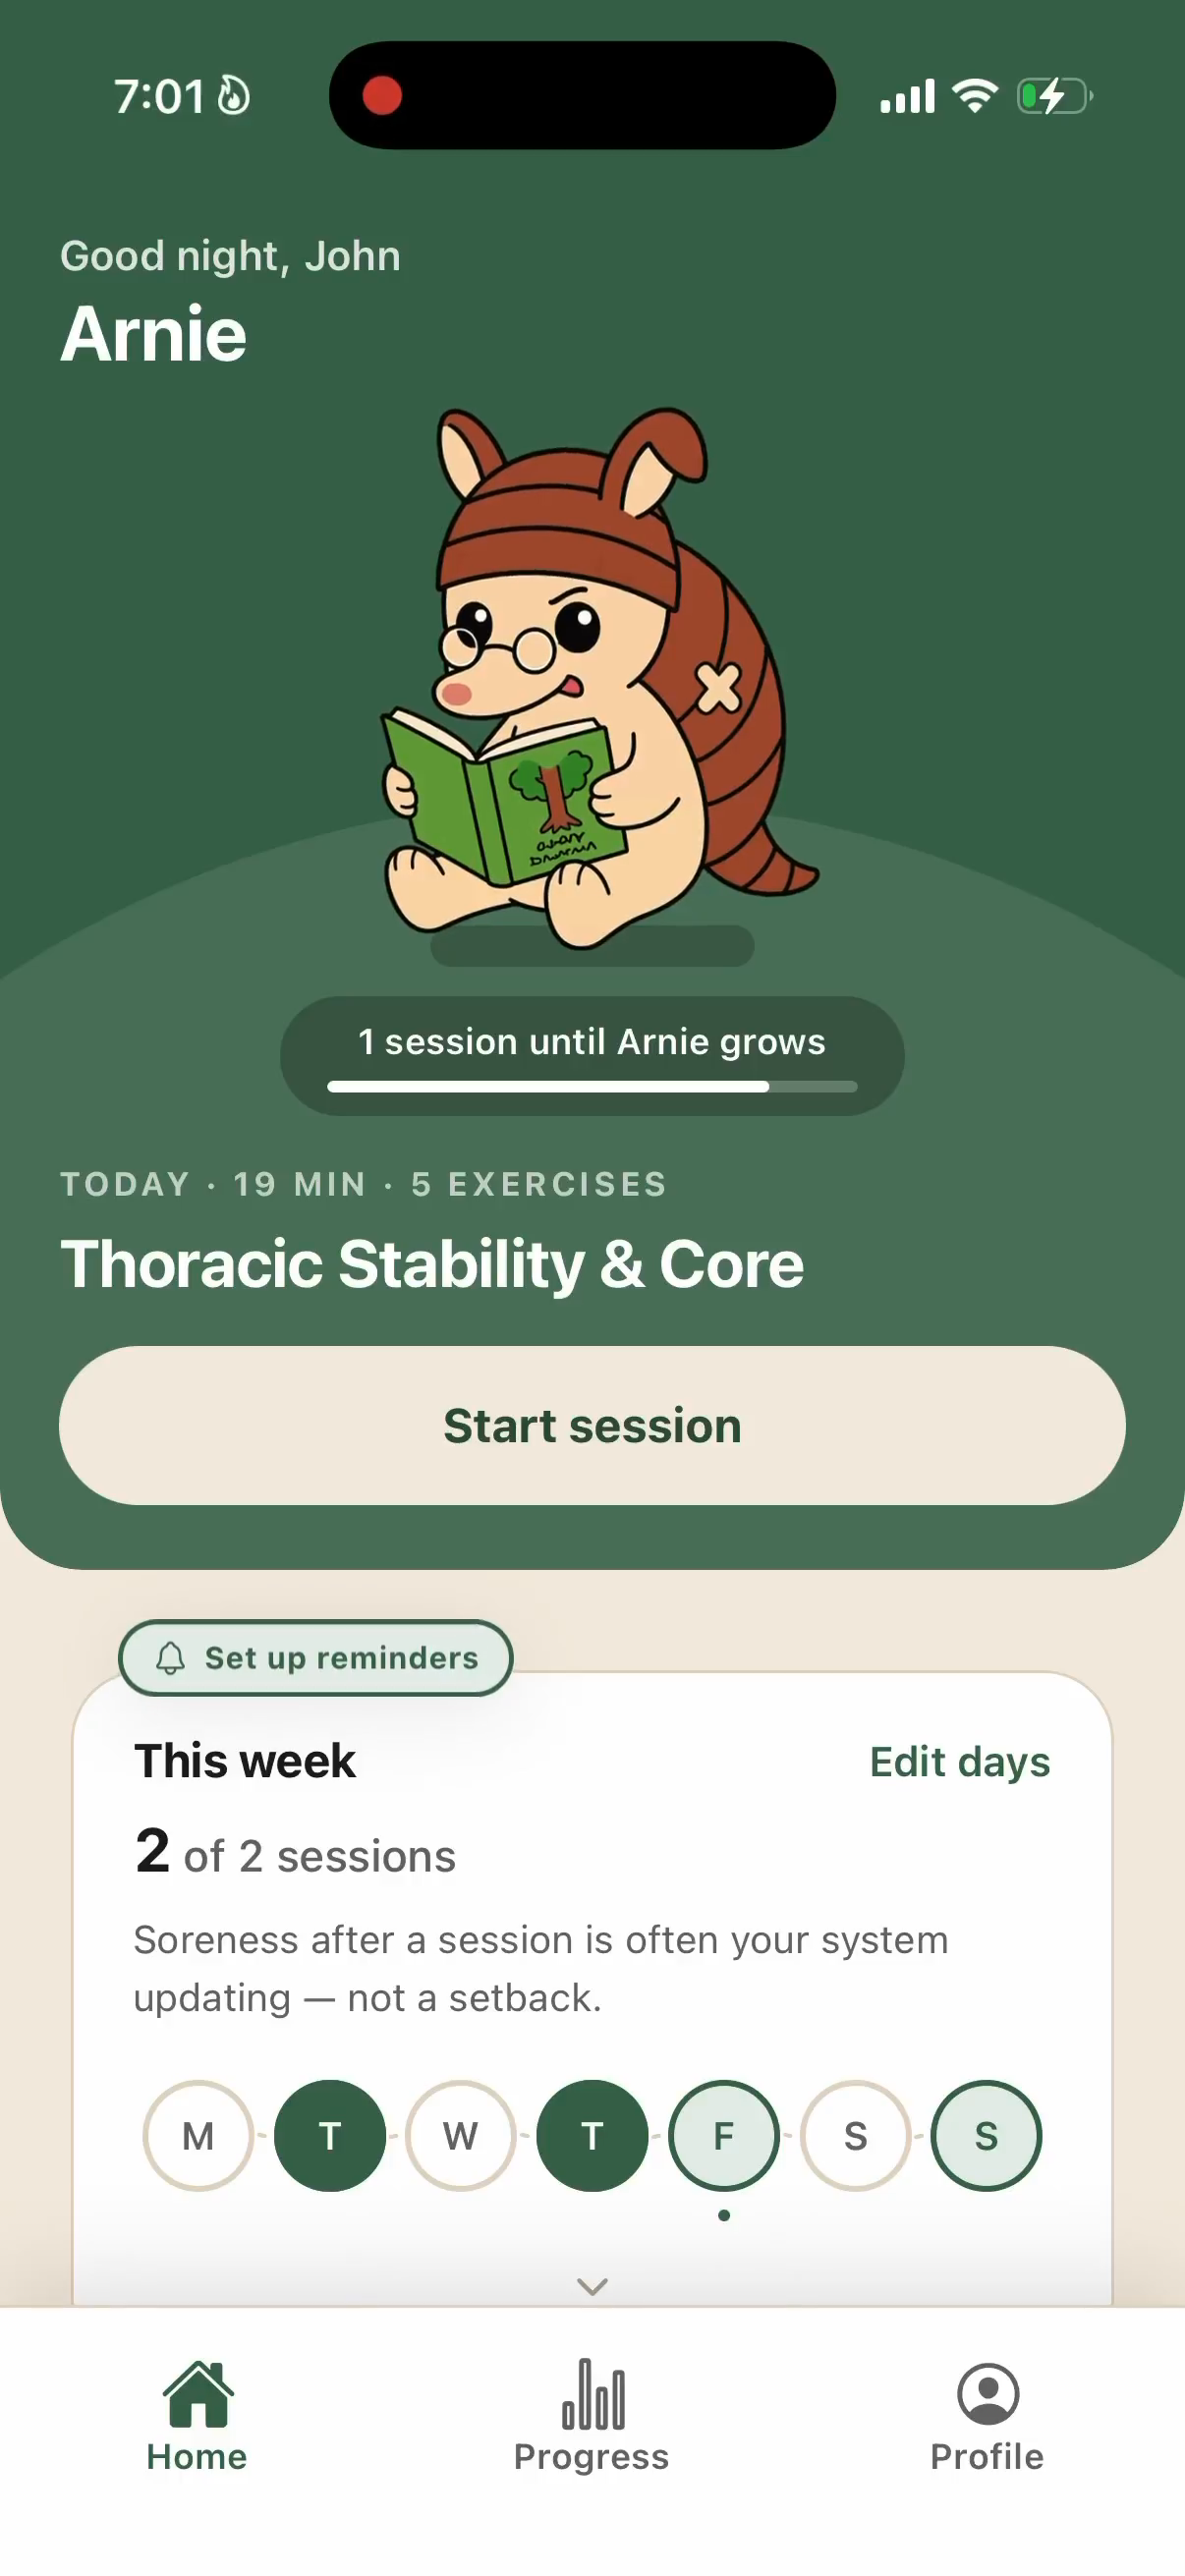 7:01
Good night, John
Arnie
1 session until Arnie grows
TODAY · 19 MIN · 5 EXERCISES
Thoracic Stability & Core
Start session
Set up reminders
This week
Edit days
2 of 2 sessions
Soreness after a session is often your system
updating — not a setback.
M T W T F S S
Home Progress Profile